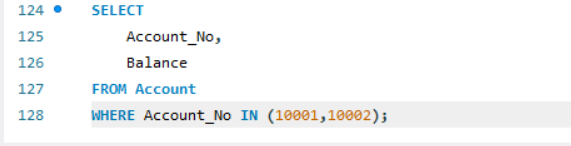 124 SELECT
125 Account_No,
126 Balance
127 FROM Account
128 WHERE Account_No IN (10001,10002);